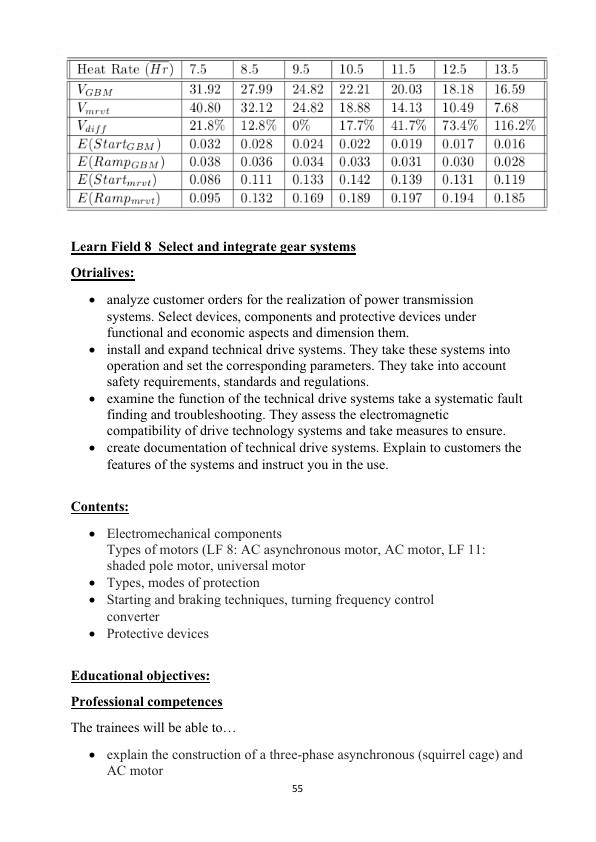 Heat Rate (Hr) 7.5 8.5 9.5 10.5 11.5 12.5 13.5
V_GBM 31.92 27.99 24.82 22.21 20.03 18.18 16.59
V_mrvt 40.80 32.12 24.82 18.88 14.13 10.49 7.68
V_diff 21.8% 12.8% 0% 17.7% 41.7% 73.4% 116.2%
E(Start_GBM) 0.032 0.028 0.024 0.022 0.019 0.017 0.016
E(Ramp_GBM) 0.038 0.036 0.034 0.033 0.031 0.030 0.028
E(Start_mrvt) 0.086 0.111 0.133 0.142 0.139 0.131 0.119
E(Ramp_mrvt) 0.095 0.132 0.169 0.189 0.197 0.194 0.185
Learn Field 8 Select and integrate gear systems
Otrialives:
• analyze customer orders for the realization of power transmission
systems. Select devices, components and protective devices under
functional and economic aspects and dimension them.
• install and expand technical drive systems. They take these systems into
operation and set the corresponding parameters. They take into account
safety requirements, standards and regulations.
• examine the function of the technical drive systems take a systematic fault
finding and troubleshooting. They assess the electromagnetic
compatibility of drive technology systems and take measures to ensure.
• create documentation of technical drive systems. Explain to customers the
features of the systems and instruct you in the use.
Contents:
• Electromechanical components
Types of motors (LF 8: AC asynchronous motor, AC motor, LF 11:
shaded pole motor, universal motor
• Types, modes of protection
• Starting and braking techniques, turning frequency control
converter
• Protective devices
Educational objectives:
Professional competences
The trainees will be able to…
• explain the construction of a three-phase asynchronous (squirrel cage) and
AC motor
55